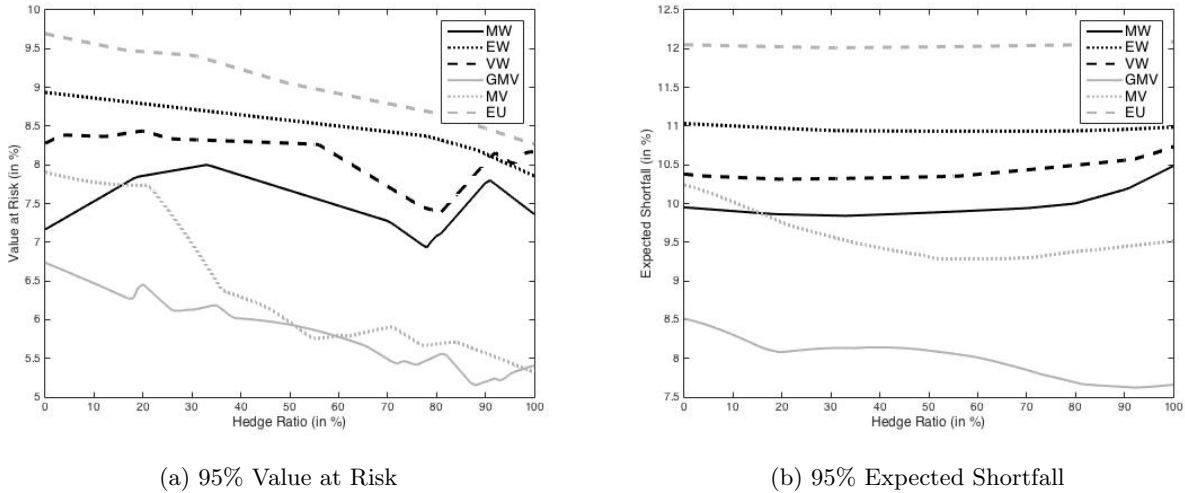 10
9.5
9
8.5
8
7.5
7
6.5
6
5.5
5
Value at Risk (in %)
0 10 20 30 40 50 60 70 80 90 100
Hedge Ratio (in %)
MW
EW
VW
GMV
MV
EU
(a) 95% Value at Risk
12.5
12
11.5
11
10.5
10
9.5
9
8.5
8
7.5
Expected Shortfall (in %)
0 10 20 30 40 50 60 70 80 90 100
Hedge Ratio (in %)
MW
EW
VW
GMV
MV
EU
(b) 95% Expected Shortfall